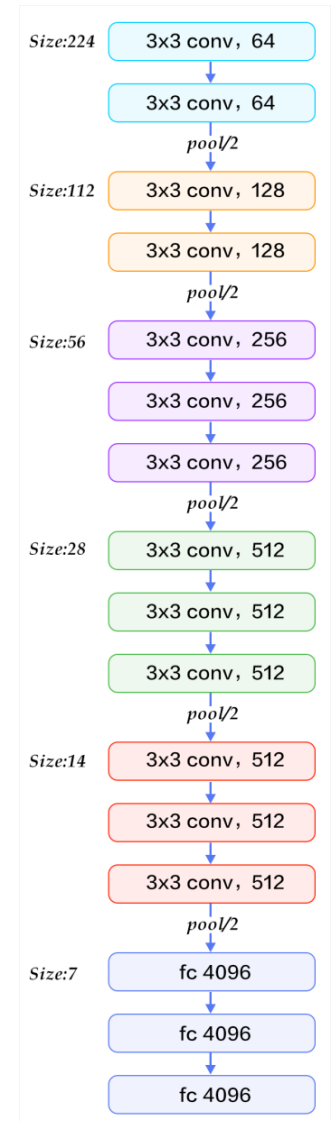 Size:224
3x3 conv, 64
3x3 conv, 64
pool/2
Size:112
3x3 conv, 128
3x3 conv, 128
pool/2
Size:56
3x3 conv, 256
3x3 conv, 256
3x3 conv, 256
pool/2
Size:28
3x3 conv, 512
3x3 conv, 512
3x3 conv, 512
pool/2
Size:14
3x3 conv, 512
3x3 conv, 512
3x3 conv, 512
pool/2
Size:7
fc 4096
fc 4096
fc 4096